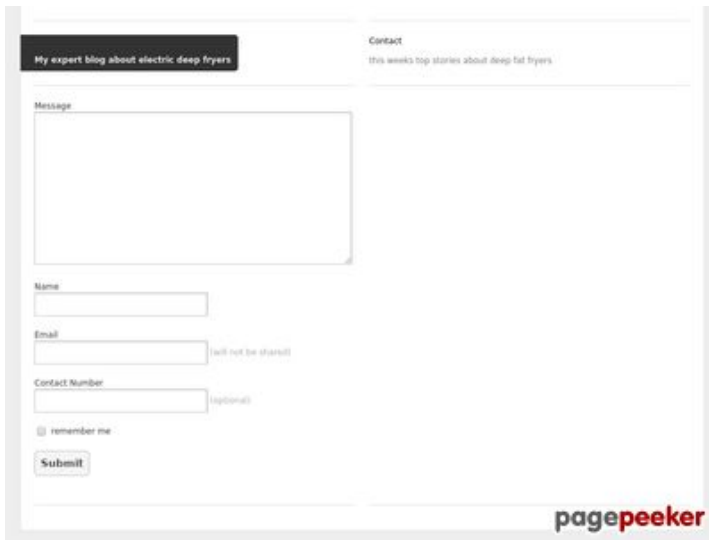 My expert blog about electric deep fryers
Contact
this weeks top stories about deep fat fryers
Message
Name
Email
(will not be shared)
Contact Number
(optional)
remember me
Submit
pagepeeker